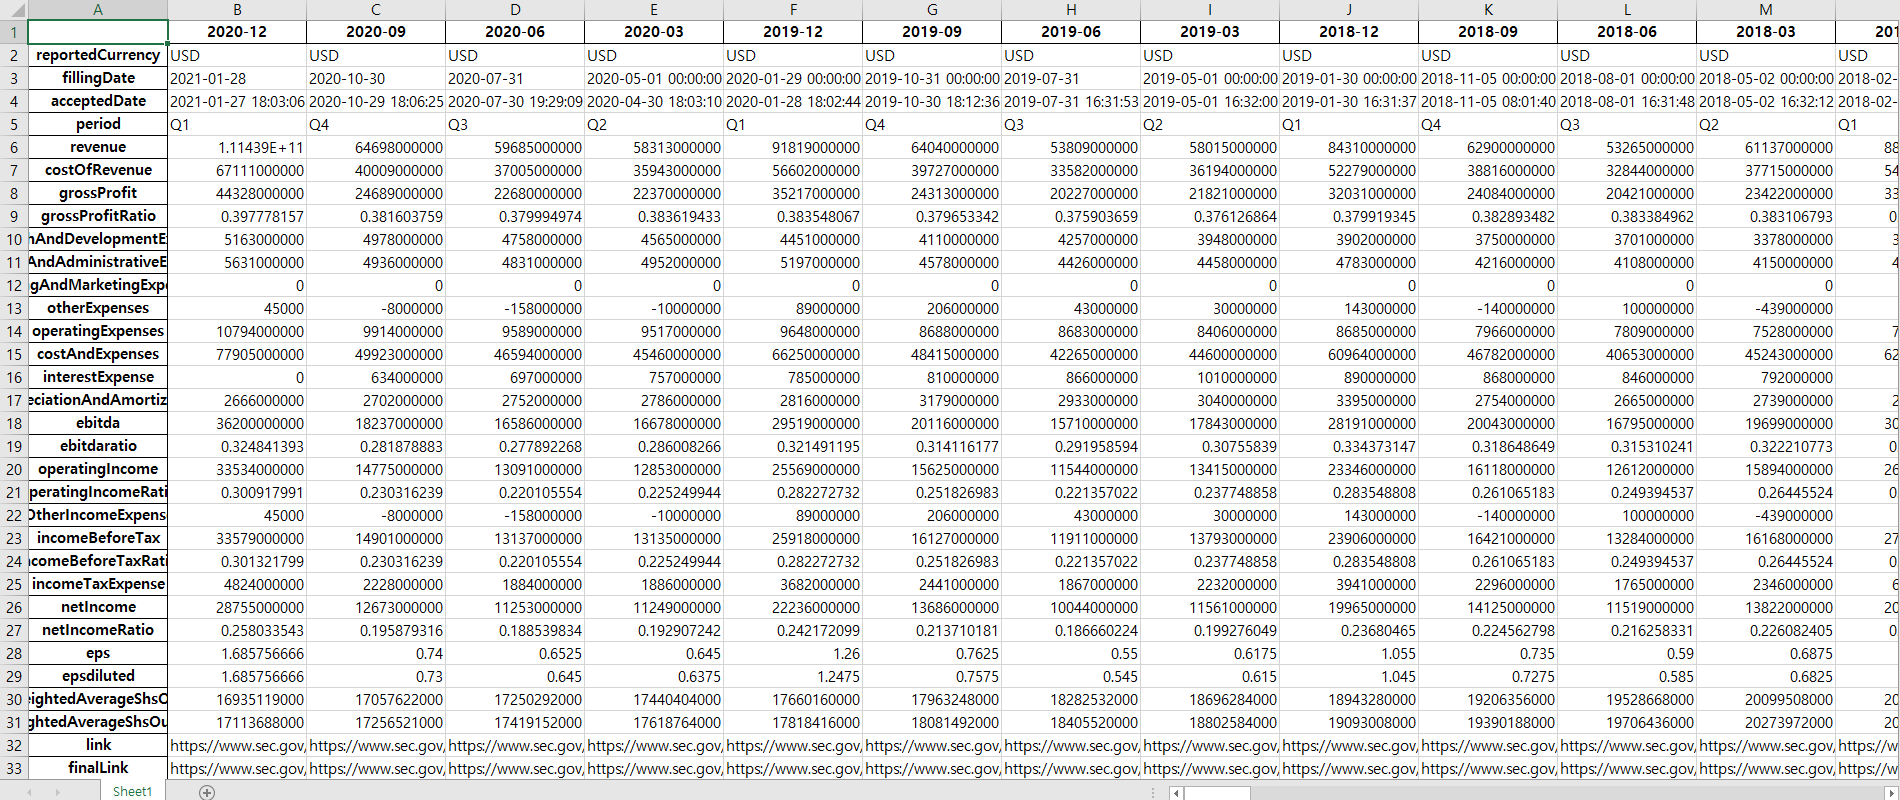 A B C D E F G H I J K L M
1 2020-12 2020-09 2020-06 2020-03 2019-12 2019-09 2019-06 2019-03 2018-12 2018-09 2018-06 2018-03 201
2 reportedCurrency USD USD USD USD USD USD USD USD USD USD USD USD USD
3 fillingDate 2021-01-28 2020-10-30 2020-07-31 2020-05-01 00:00:00 2020-01-29 00:00:00 2019-10-31 00:00:00 2019-07-31 2019-05-01 00:00:00 2019-01-30 00:00:00 2018-11-05 00:00:00 2018-08-01 00:00:00 2018-05-02 00:00:00 2018-02-
4 acceptedDate 2021-01-27 18:03:06 2020-10-29 18:06:25 2020-07-30 19:29:09 2020-04-30 18:03:10 2020-01-28 18:02:44 2019-10-30 18:12:36 2019-07-31 16:31:53 2019-05-01 16:32:00 2019-01-30 16:31:37 2018-11-05 08:01:40 2018-08-01 16:31:48 2018-05-02 16:32:12 2018-02-
5 period Q1 Q4 Q3 Q2 Q1 Q4 Q3 Q2 Q1 Q4 Q3 Q2 Q1
6 revenue 1.11439E+11 64698000000 59685000000 58313000000 91819000000 64040000000 53809000000 58015000000 84310000000 62900000000 53265000000 61137000000 88
7 costOfRevenue 67111000000 40009000000 37005000000 35943000000 56602000000 39727000000 33582000000 36194000000 52279000000 38816000000 32844000000 37715000000 54
8 grossProfit 44328000000 24689000000 22680000000 22370000000 35217000000 24313000000 20227000000 21821000000 32031000000 24084000000 20421000000 23422000000 33
9 grossProfitRatio 0.397778157 0.381603759 0.379994974 0.383619433 0.383548067 0.379653342 0.375903659 0.376126864 0.379919345 0.382893482 0.383384962 0.383106793 0
10 hAndDevelopmentE 5163000000 4978000000 4758000000 4565000000 4451000000 4110000000 4257000000 3948000000 3902000000 3750000000 3701000000 3378000000 3
11 AndAdministrativeE 5631000000 4936000000 4831000000 4952000000 5197000000 4578000000 4426000000 4458000000 4783000000 4216000000 4108000000 4150000000 4
12 gAndMarketingExp 0 0 0 0 0 0 0 0 0 0 0 0
13 otherExpenses 45000 -8000000 -158000000 -10000000 89000000 206000000 43000000 30000000 143000000 -140000000 100000000 -439000000
14 operatingExpenses 10794000000 9914000000 9589000000 9517000000 9648000000 8688000000 8683000000 8406000000 8685000000 7966000000 7809000000 7528000000 7
15 costAndExpenses 77905000000 49923000000 46594000000 45460000000 66250000000 48415000000 42265000000 44600000000 60964000000 46782000000 40653000000 45243000000 62
16 interestExpense 0 634000000 697000000 757000000 785000000 810000000 866000000 1010000000 890000000 868000000 846000000 792000000
17 eciationAndAmortiz 2666000000 2702000000 2752000000 2786000000 2816000000 3179000000 2933000000 3040000000 3395000000 2754000000 2665000000 2739000000 2
18 ebitda 36200000000 18237000000 16586000000 16678000000 29519000000 20116000000 15710000000 17843000000 28191000000 20043000000 16795000000 19699000000 30
19 ebitdaratio 0.324841393 0.281878883 0.277892268 0.286008266 0.321491195 0.314116177 0.291958594 0.30755839 0.334373147 0.318648649 0.315310241 0.322210773 0
20 operatingIncome 33534000000 14775000000 13091000000 12853000000 25569000000 15625000000 11544000000 13415000000 23346000000 16118000000 12612000000 15894000000 26
21 peratingIncomeRati 0.300917991 0.230316239 0.220105554 0.225249944 0.282272732 0.251826983 0.221357022 0.237748858 0.283548808 0.261065183 0.249394537 0.26445524 0
22 OtherIncomeExpens 45000 -8000000 -158000000 -10000000 89000000 206000000 43000000 30000000 143000000 -140000000 100000000 -439000000
23 incomeBeforeTax 33579000000 14901000000 13137000000 13135000000 25918000000 16127000000 11911000000 13793000000 23906000000 16421000000 13284000000 16168000000 27
24 ncomeBeforeTaxRati 0.301321799 0.230316239 0.220105554 0.225249944 0.282272732 0.251826983 0.221357022 0.237748858 0.283548808 0.261065183 0.249394537 0.26445524 0
25 incomeTaxExpense 4824000000 2228000000 1884000000 1886000000 3682000000 2441000000 1867000000 2232000000 3941000000 2296000000 1765000000 2346000000 6
26 netIncome 28755000000 12673000000 11253000000 11249000000 22236000000 13686000000 10044000000 11561000000 19965000000 14125000000 11519000000 13822000000 20
27 netIncomeRatio 0.258033543 0.195879316 0.188539834 0.192907242 0.242172099 0.213710181 0.186660224 0.199276049 0.23680465 0.224562798 0.216258331 0.226082405 0
28 eps 1.685756666 0.74 0.6525 0.645 1.26 0.7625 0.55 0.6175 1.055 0.735 0.59 0.6875
29 epsdiluted 1.685756666 0.73 0.645 0.6375 1.2475 0.7575 0.545 0.615 1.045 0.7275 0.585 0.6825
30 eightedAverageShsO 16935119000 17057622000 17250292000 17440404000 17660160000 17963248000 18282532000 18696284000 18943280000 19206356000 19528668000 20099508000 20
31 ghtedAverageShsOu 17113688000 17256521000 17419152000 17618764000 17818416000 18081492000 18405520000 18802584000 19093008000 19390188000 19706436000 20273972000 20
32 link https://www.sec.gov, https://www.sec.gov, https://www.sec.gov, https://www.sec.gov, https://www.sec.gov, https://www.sec.gov, https://www.sec.gov, https://www.sec.gov, https://www.sec.gov, https://www.sec.gov, https://www.sec.gov, https://www.sec.gov, https://w
33 finalLink https://www.sec.gov, https://www.sec.gov, https://www.sec.gov, https://www.sec.gov, https://www.sec.gov, https://www.sec.gov, https://www.sec.gov, https://www.sec.gov, https://www.sec.gov, https://www.sec.gov, https://www.sec.gov, https://www.sec.gov, https://w
Sheet1